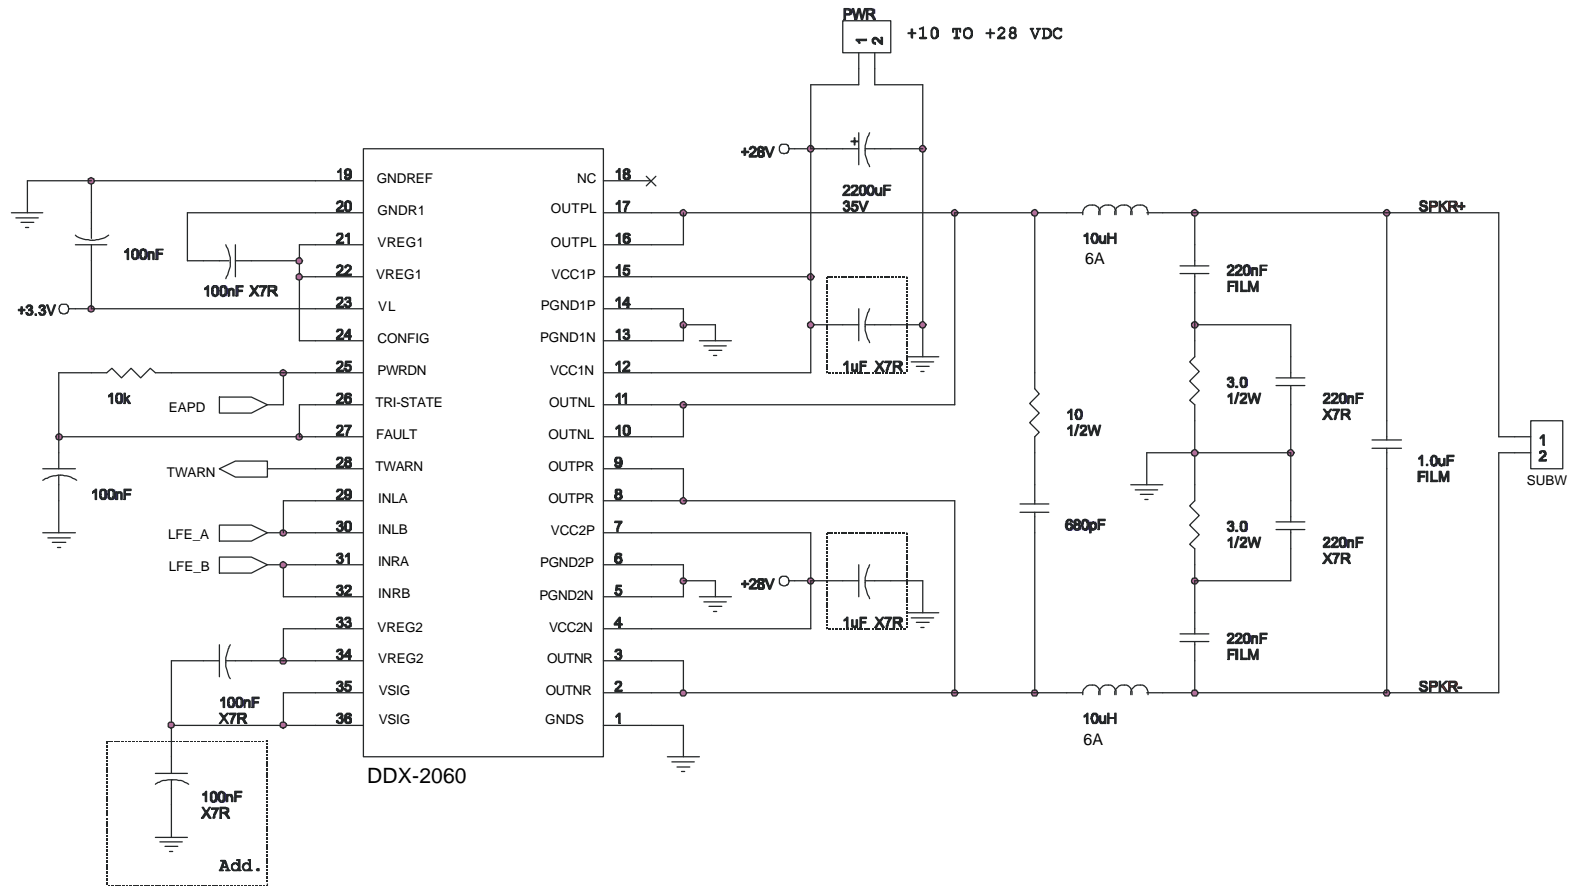 PWR
1
2
+10 TO +28 VDC
+28V
+
2200uF
35V
19 GNDREF
20 GNDR1
21 VREG1
22 VREG1
23 VL
24 CONFIG
25 PWRDN
26 TRI-STATE
27 FAULT
28 TWARN
29 INLA
30 INLB
31 INRA
32 INRB
33 VREG2
34 VREG2
35 VSIG
36 VSIG
NC 18
OUTPL 17
OUTPL 16
VCC1P 15
PGND1P 14
PGND1N 13
VCC1N 12
OUTNL 11
OUTNL 10
OUTPR 9
OUTPR 8
VCC2P 7
PGND2P 6
PGND2N 5
VCC2N 4
OUTNR 3
OUTNR 2
GNDS 1
DDX-2060
100nF
100nF X7R
+3.3V
10k
EAPD
TWARN
100nF
LFE_A
LFE_B
100nF
X7R
100nF
X7R
Add.
1uF X7R
+28V
1uF X7R
10
1/2W
680pF
10uH
6A
10uH
6A
220nF
FILM
3.0
1/2W
220nF
X7R
3.0
1/2W
220nF
X7R
220nF
FILM
1.0uF
FILM
SPKR+
SPKR-
1
2
SUBW